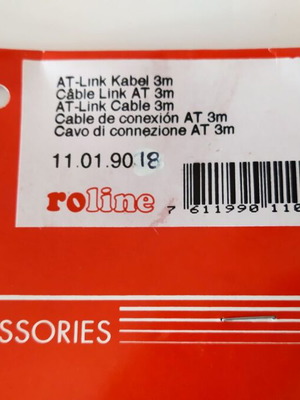 AT-Link Kabel 3m
Câble Link AT 3m
AT-Link Cable 3m
Cable de conexión AT 3m
Cavo di connezione AT 3m
11.01.9018
roline
7 611990 110
SSORIES